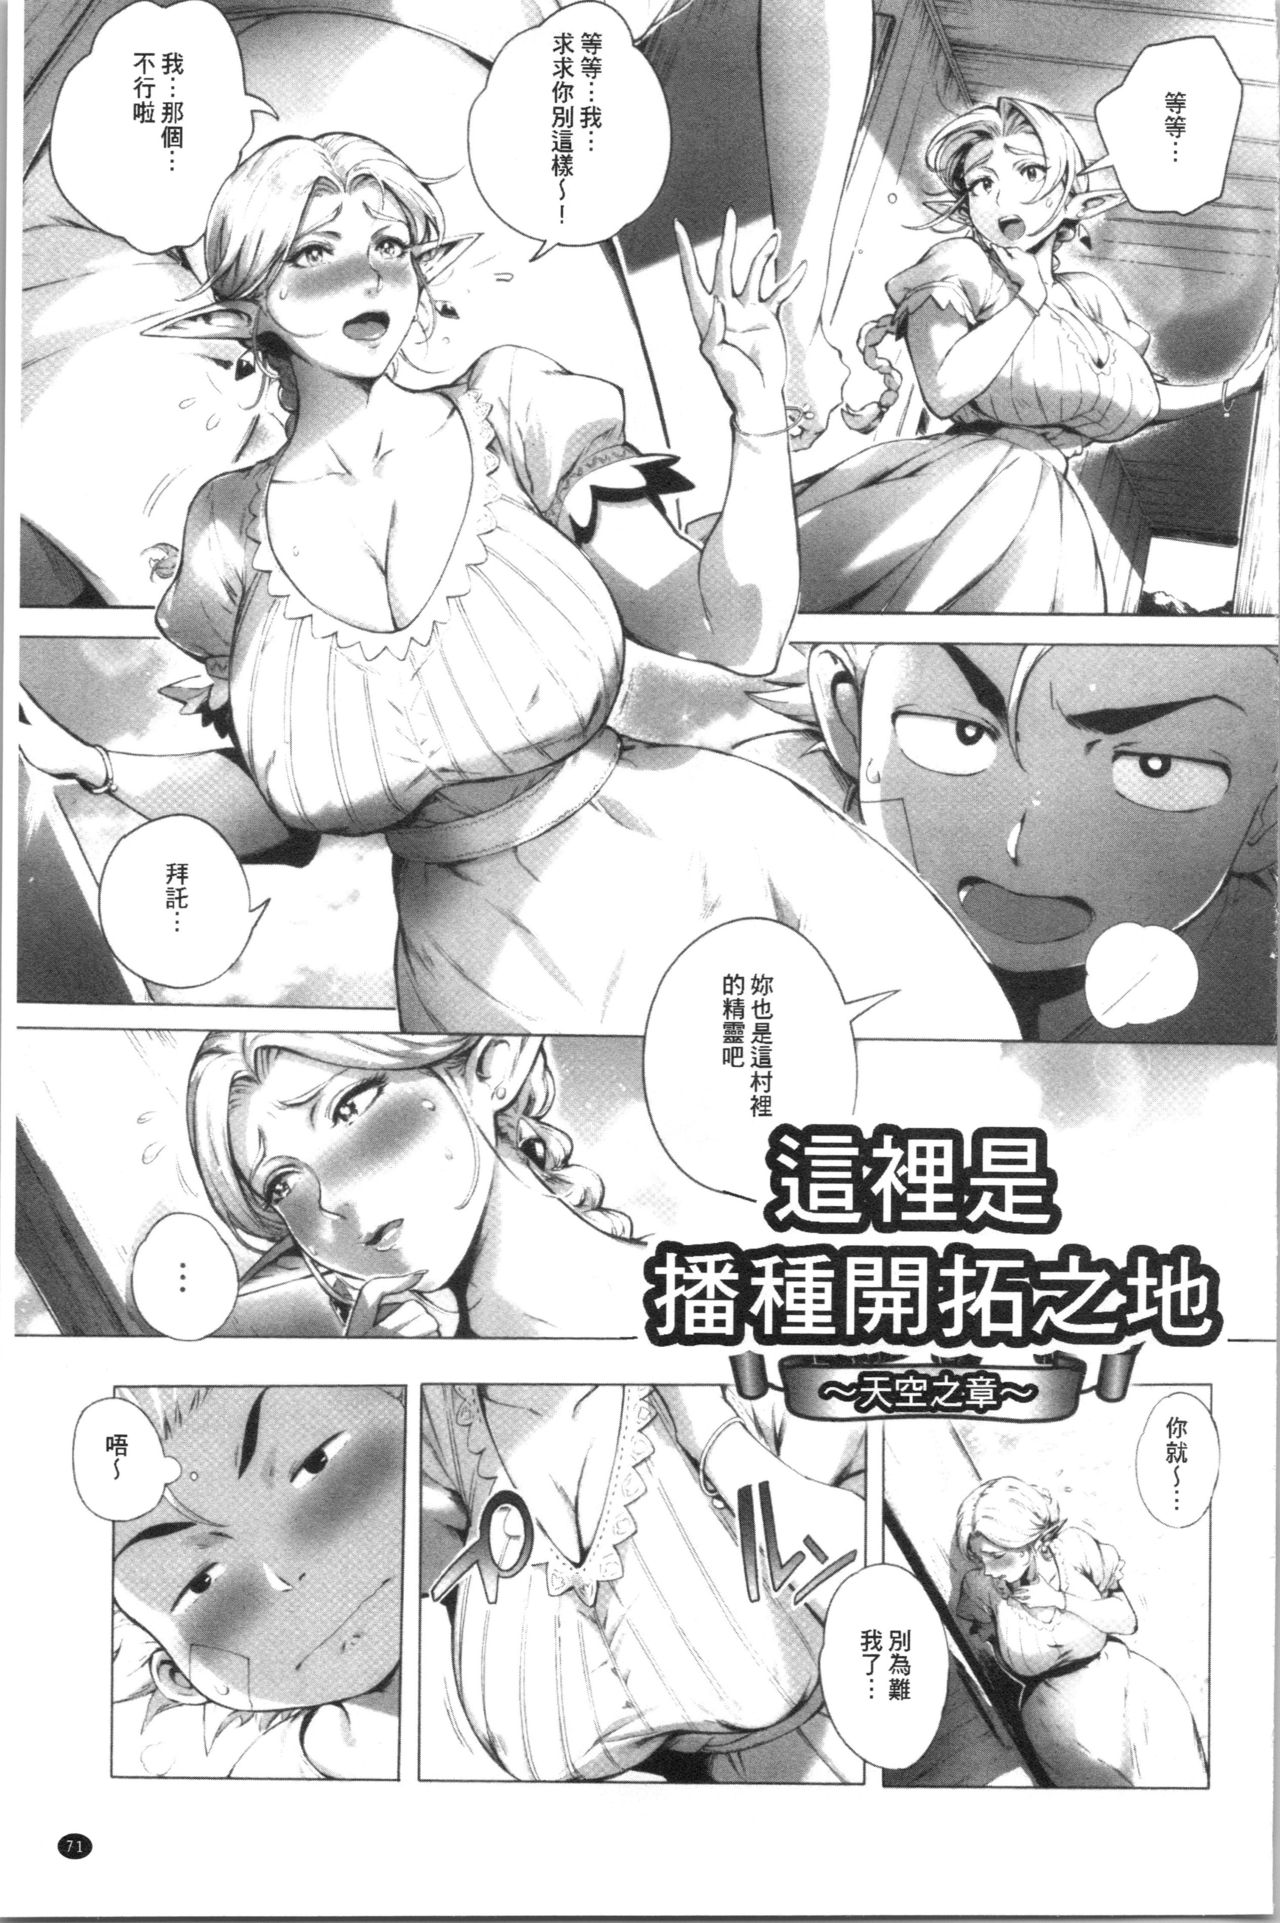 等等…
等等…我…
求求你別這樣～！
我…那個…
不行啦
拜託…
妳也是這村裡
的精靈吧
…
這裡是
播種開拓之地
～天空之章～
你就～…
別為難
我了…
唔～
71